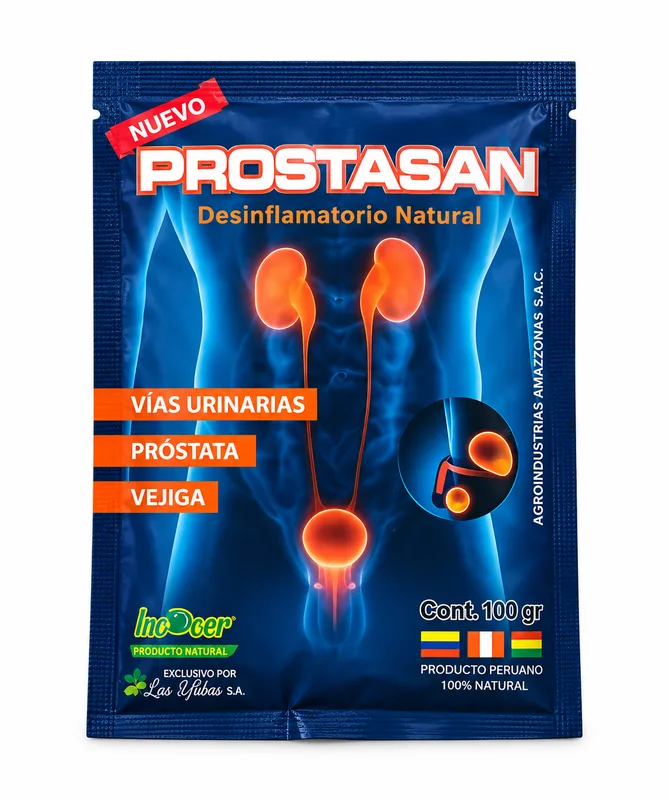 NUEVO
PROSTASAN
Desinflamatorio Natural
AGROINDUSTRIAS AMAZZONAS S.A.C.
VÍAS URINARIAS
PRÓSTATA
VEJIGA
IncOcer®
PRODUCTO NATURAL
EXCLUSIVO POR
Las Yubas S.A.
Cont. 100 gr
PRODUCTO PERUANO
100% NATURAL